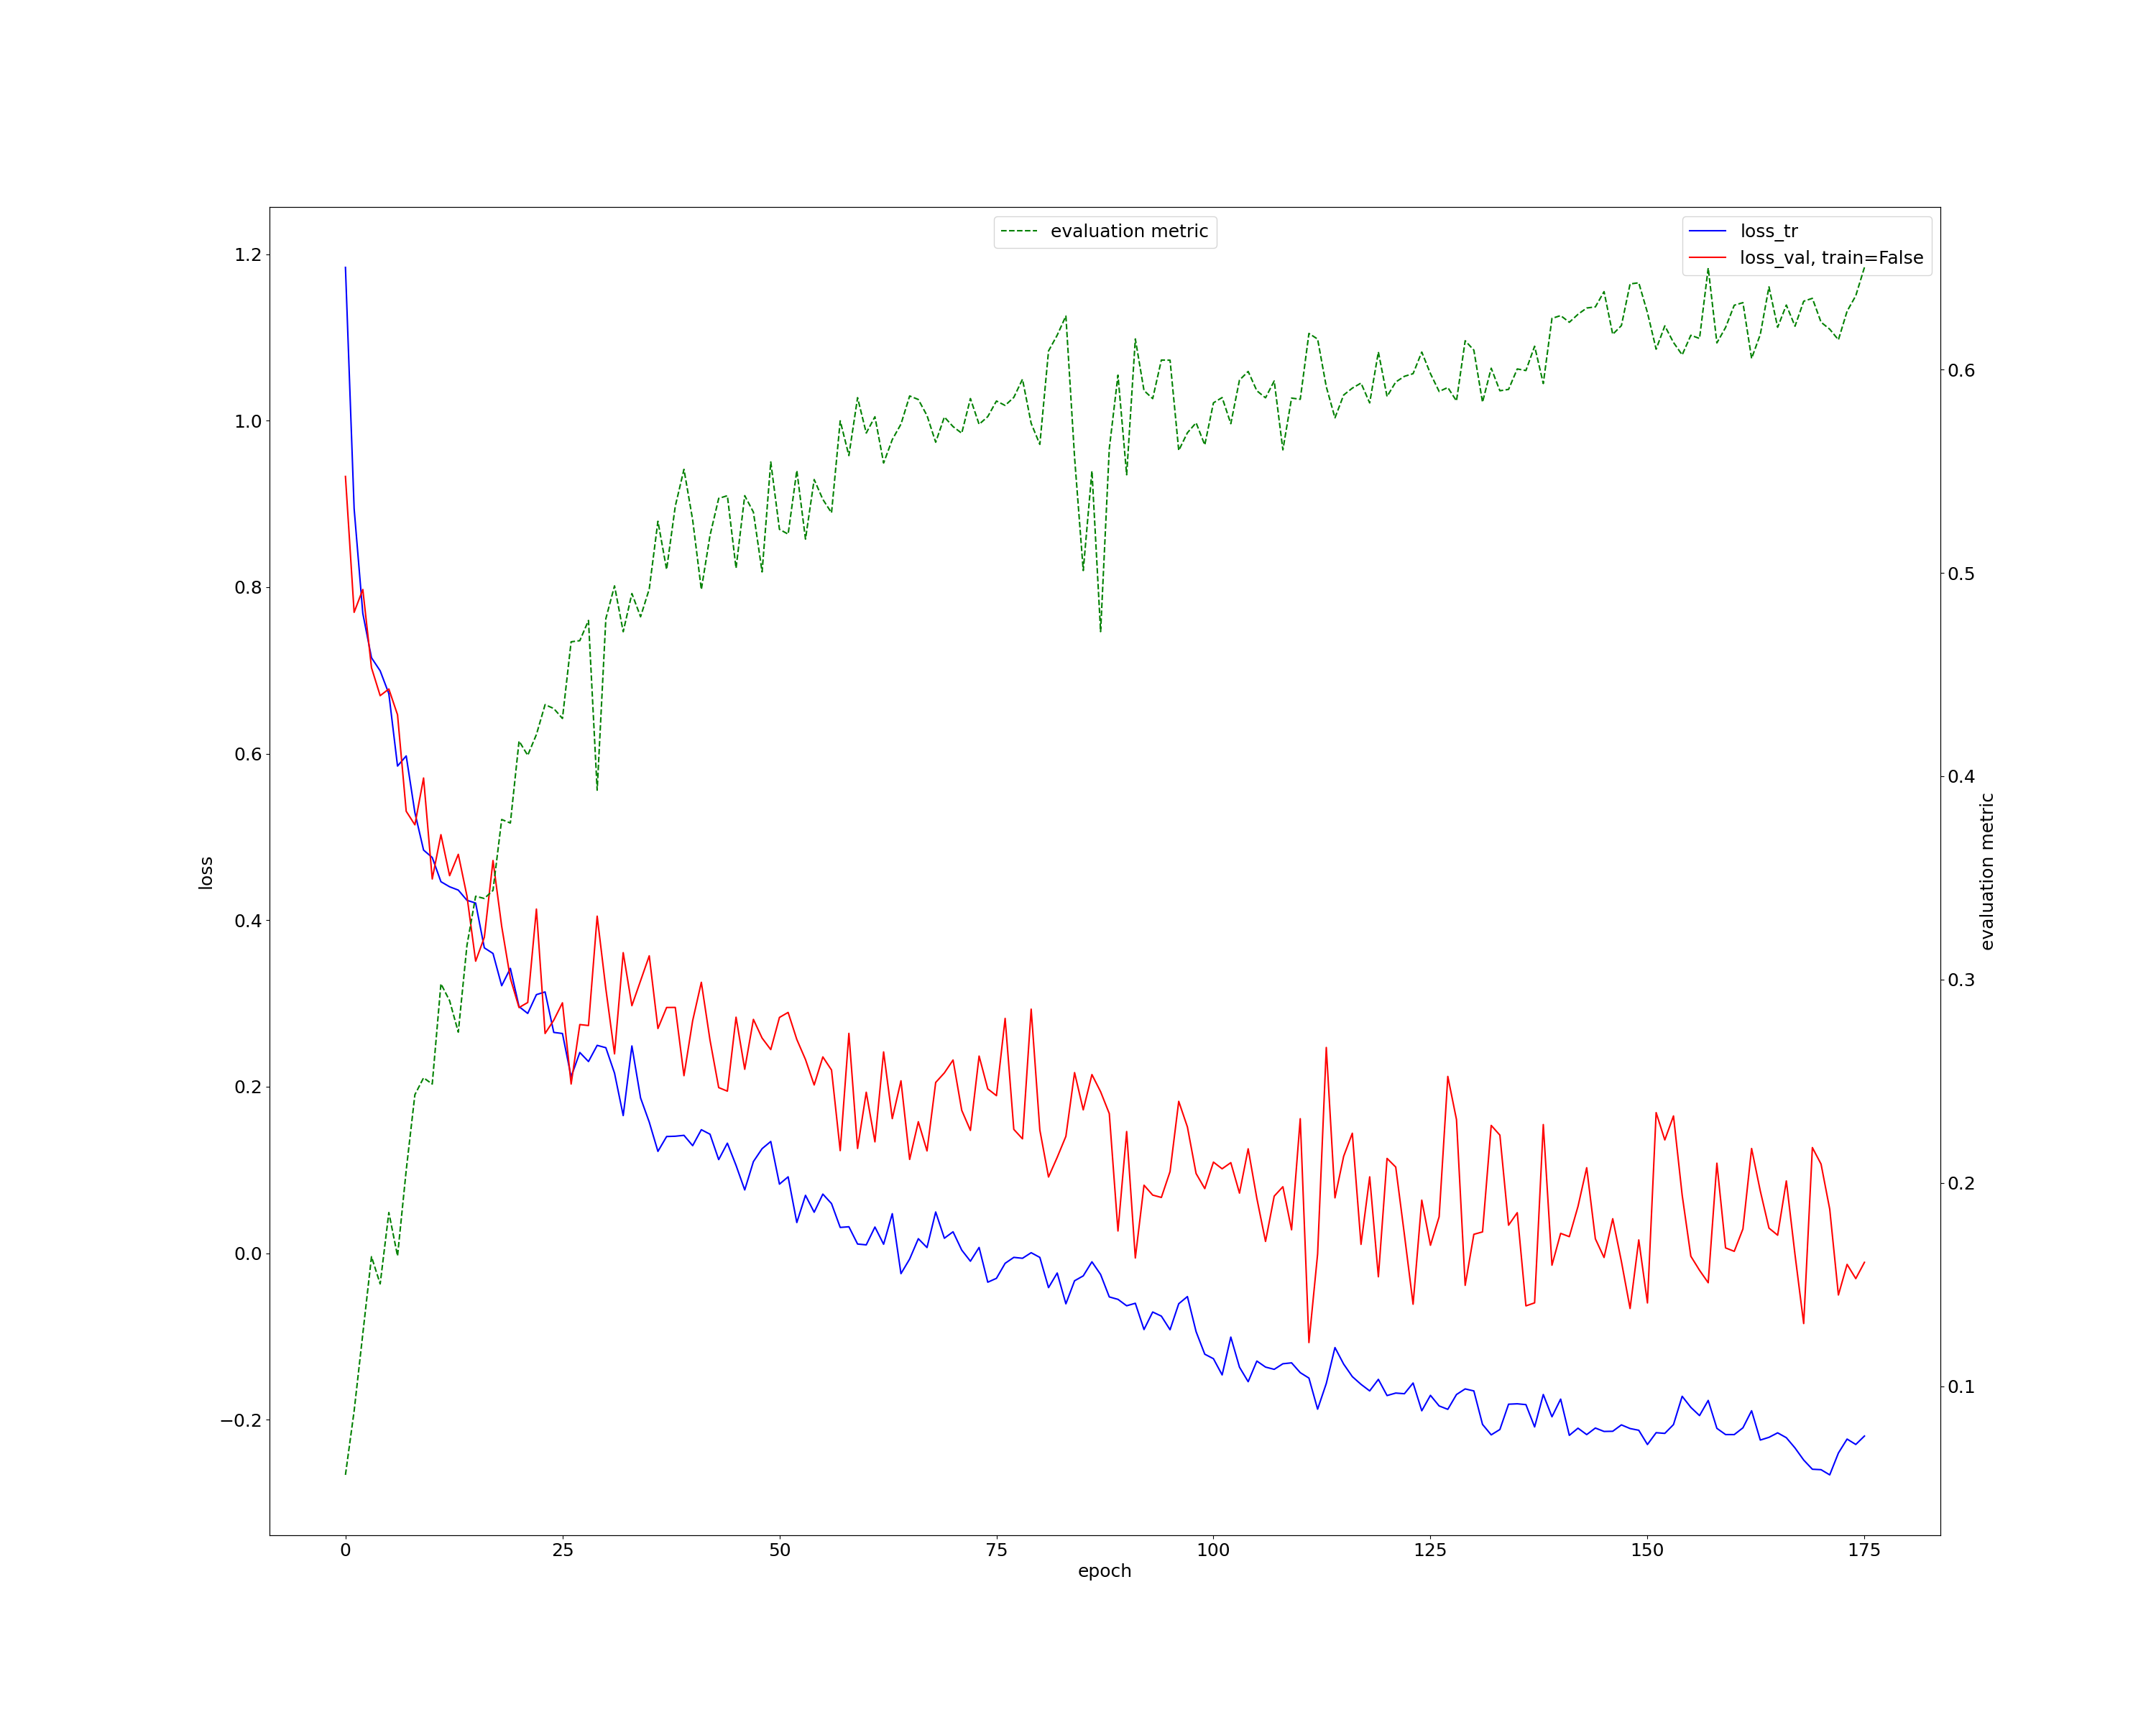 evaluation metric
loss_tr
loss_val, train=False
1.2
1.0
0.8
0.6
0.4
0.2
0.0
−0.2
loss
0.6
0.5
0.4
0.3
0.2
0.1
evaluation metric
0 25 50 75 100 125 150 175
epoch